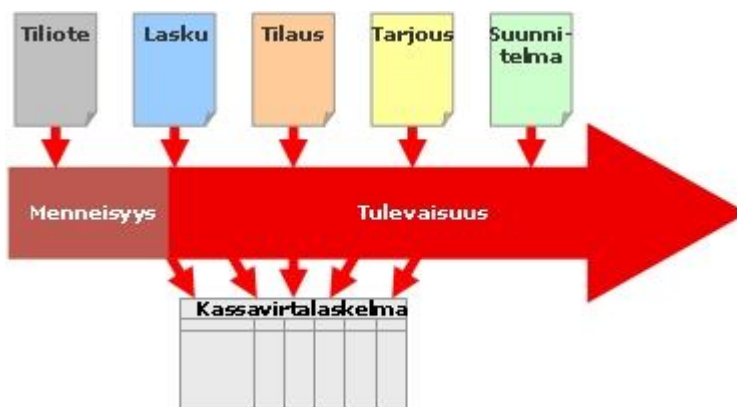 Tiliote
Lasku
Tilaus
Tarjous
Suunni-
telma
Menneisyys
Tulevaisuus
Kassavirtalaskelma